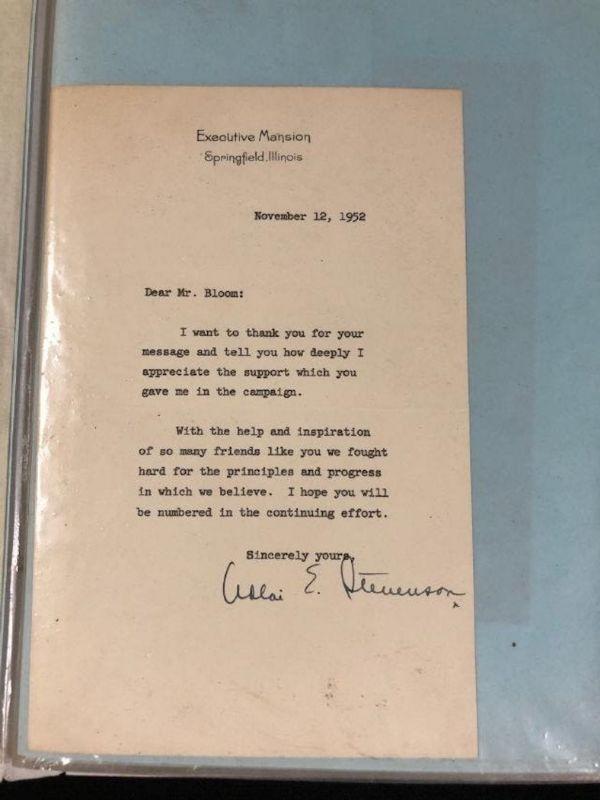 Executive Mansion
Springfield, Illinois
November 12, 1952
Dear Mr. Bloom:
I want to thank you for your
message and tell you how deeply I
appreciate the support which you
gave me in the campaign.
With the help and inspiration
of so many friends like you we fought
hard for the principles and progress
in which we believe. I hope you will
be numbered in the continuing effort.
Sincerely yours,
Adlai E. Stevenson